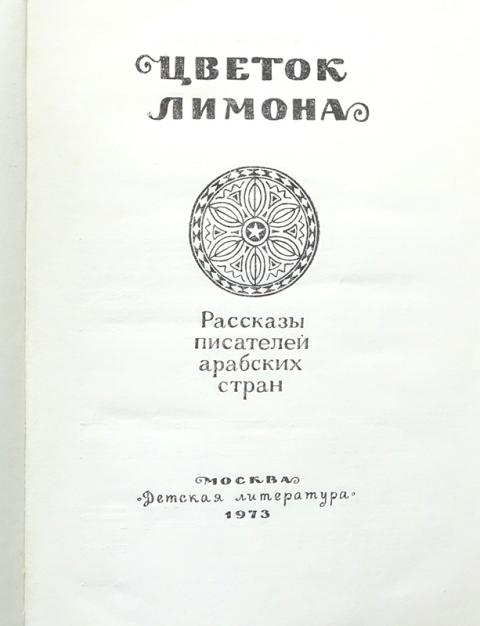 ЦВЕТОК
ЛИМОНА
Рассказы
писателей
арабских
стран
МОСКВА
«Детская литература»
1973